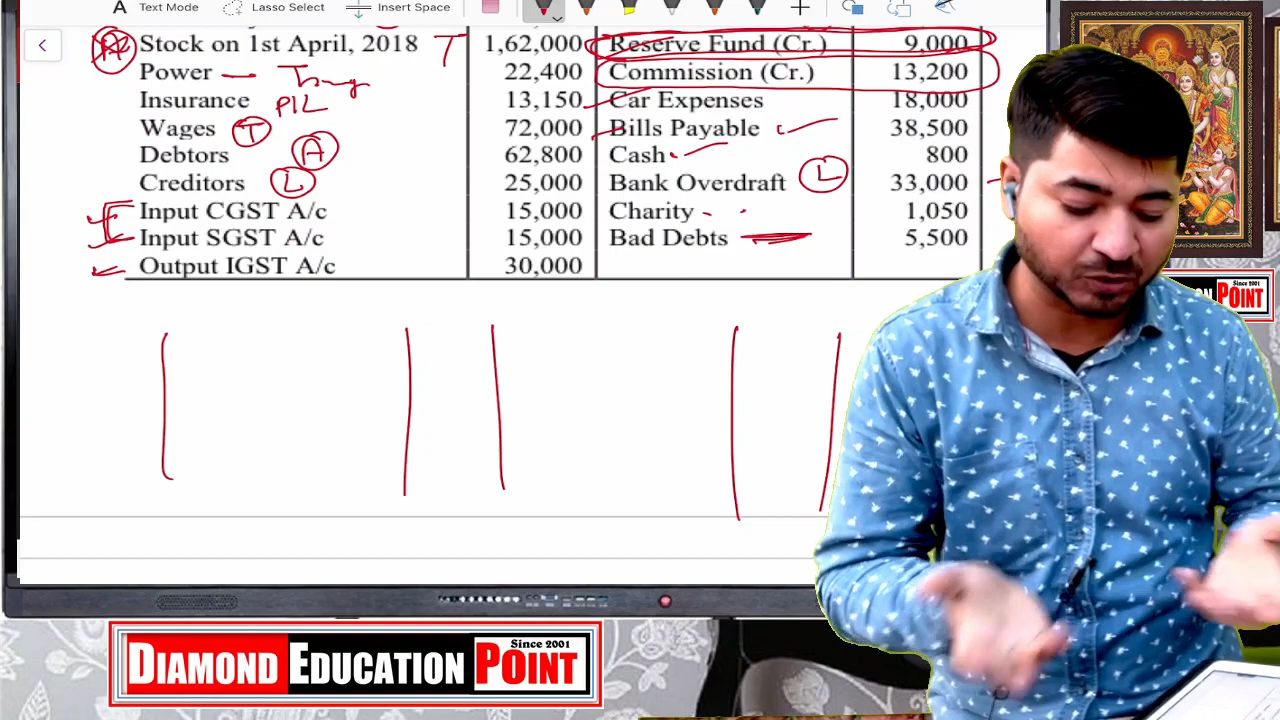 A Text Mode Lasso Select Insert Space
Stock on 1st April, 2018 T 1,62,000 Reserve Fund (Cr.) 9,000
Power 22,400 Commission (Cr.) 13,200
Insurance P/L 13,150 Car Expenses 18,000
Wages T 72,000 Bills Payable 38,500
Debtors A 62,800 Cash 800
Creditors L 25,000 Bank Overdraft L 33,000
Input CGST A/c 15,000 Charity 1,050
Input SGST A/c 15,000 Bad Debts 5,500
Output IGST A/c 30,000
Since 2001
POINT
Since 2001
DIAMOND EDUCATION POINT